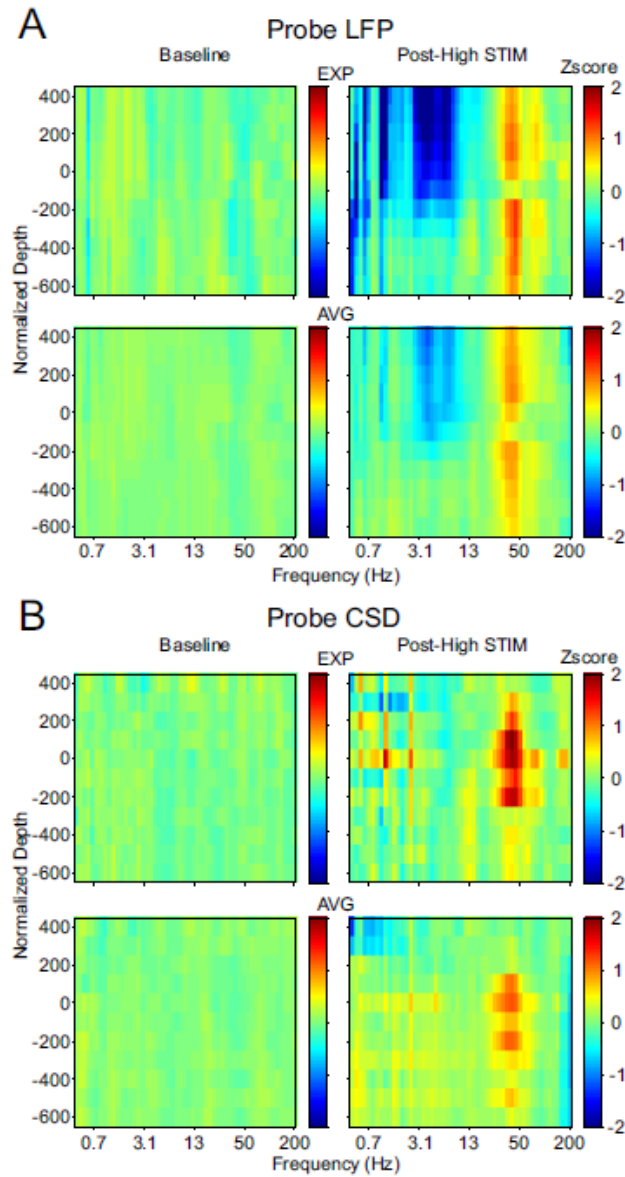 A
Probe LFP
Baseline
Post-High STIM
EXP
Zscore
400
200
0
-200
-400
-600
2
1
0
-1
-2
AVG
400
200
0
-200
-400
-600
2
1
0
-1
-2
Normalized Depth
0.7 3.1 13 50 200
0.7 3.1 13 50 200
Frequency (Hz)
B
Probe CSD
Baseline
Post-High STIM
EXP
Zscore
400
200
0
-200
-400
-600
2
1
0
-1
-2
AVG
400
200
0
-200
-400
-600
2
1
0
-1
-2
Normalized Depth
0.7 3.1 13 50 200
0.7 3.1 13 50 200
Frequency (Hz)